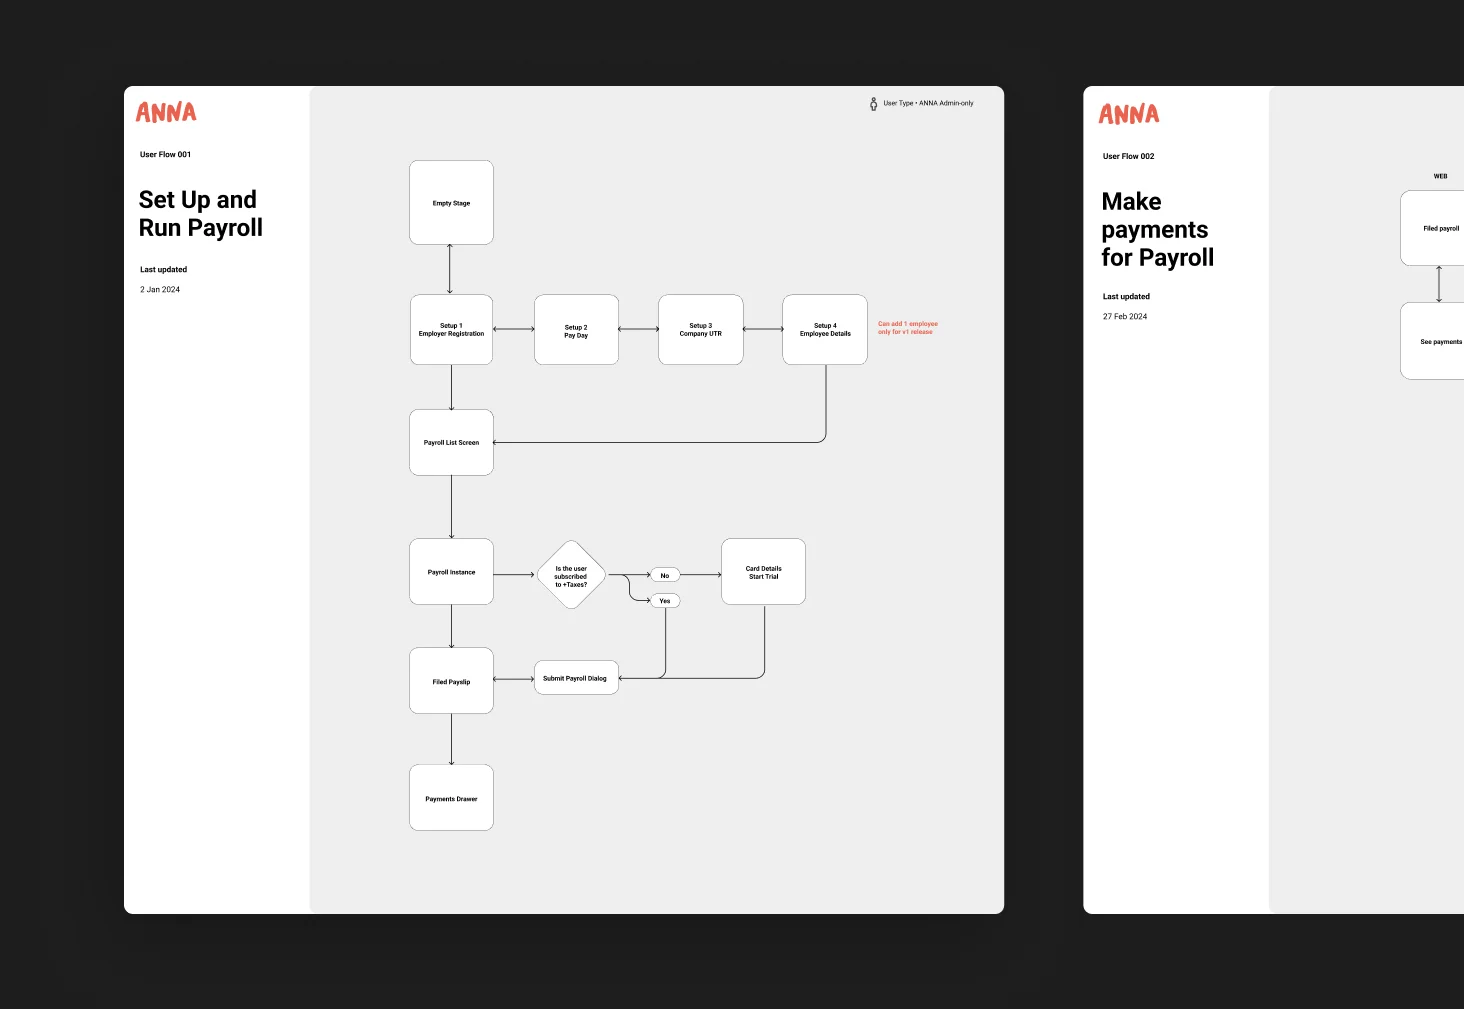 ANNA
User Flow 001
Set Up and
Run Payroll
Last updated
2 Jan 2024
User Type • ANNA Admin-only
Empty Stage
Setup 1
Employer Registration
Setup 2
Pay Day
Setup 3
Company UTR
Setup 4
Employee Details
Can add 1 employee
only for v1 release
Payroll List Screen
Payroll Instance
Is the user
subscribed
to +Taxes?
No
Yes
Card Details
Start Trial
Filed Payslip
Submit Payroll Dialog
Payments Drawer
ANNA
User Flow 002
Make
payments
for Payroll
Last updated
27 Feb 2024
WEB
Filed payroll
See payments